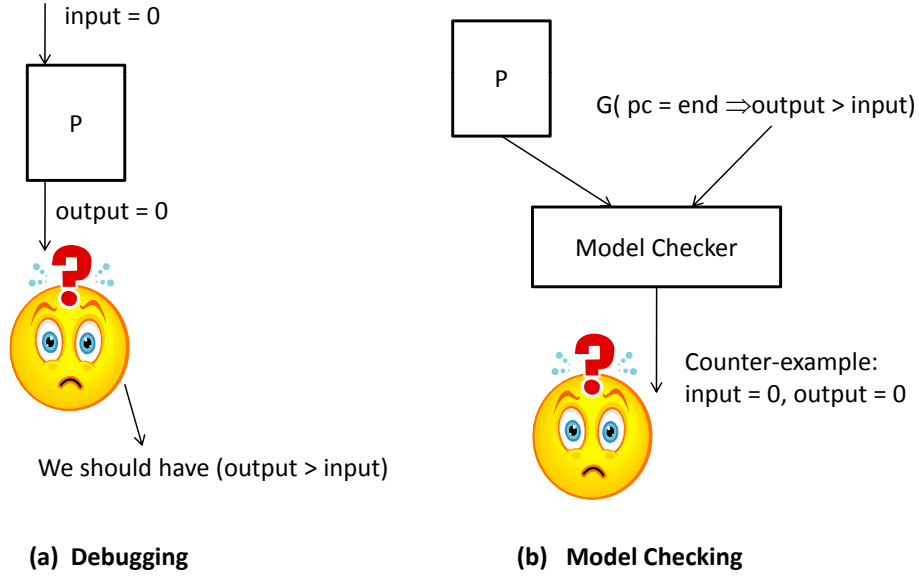 input = 0
P
output = 0
?
We should have (output > input)
(a) Debugging
P
G( pc = end ⇒output > input)
Model Checker
Counter-example:
input = 0, output = 0
?
(b) Model Checking